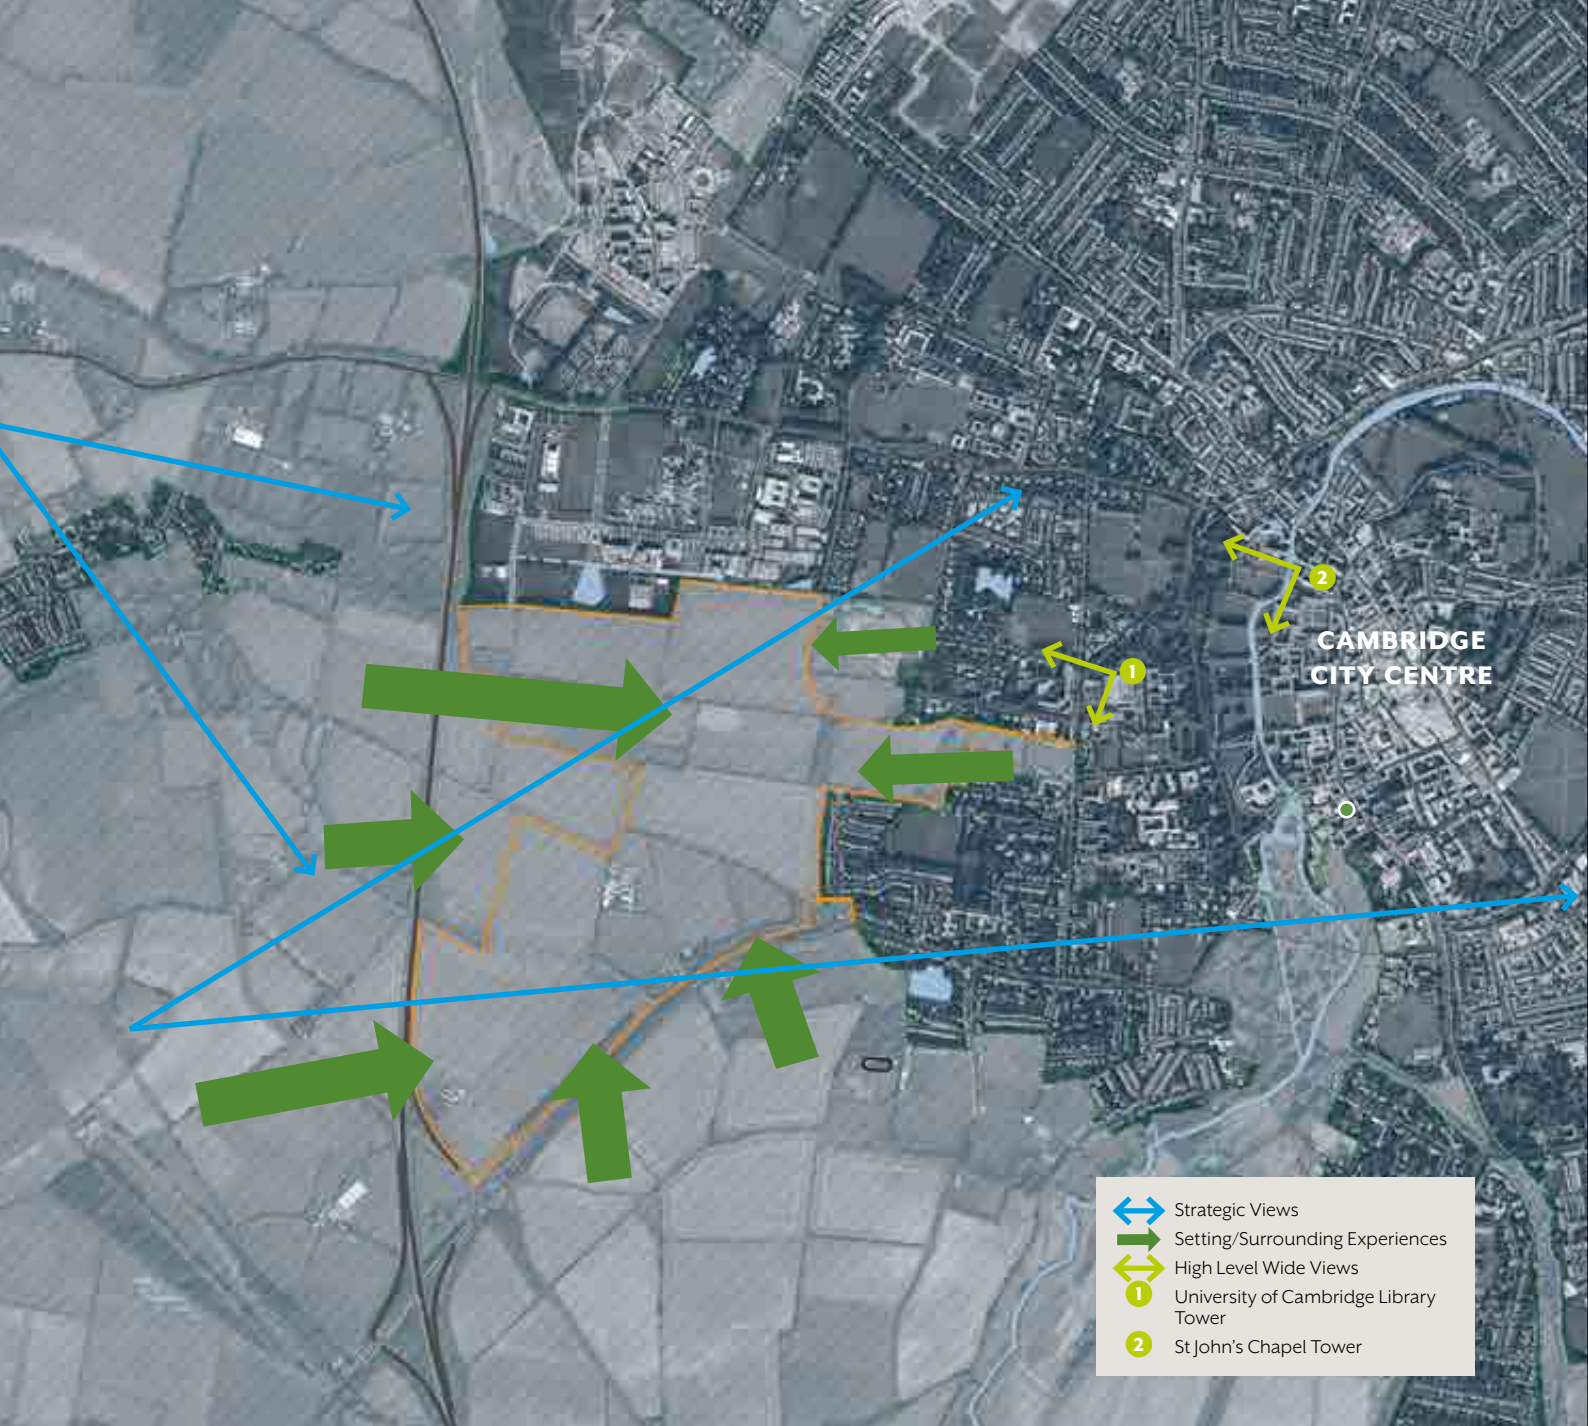 2
1
CAMBRIDGE
CITY CENTRE
Strategic Views
Setting/Surrounding Experiences
High Level Wide Views
1 University of Cambridge Library
Tower
2 St John's Chapel Tower